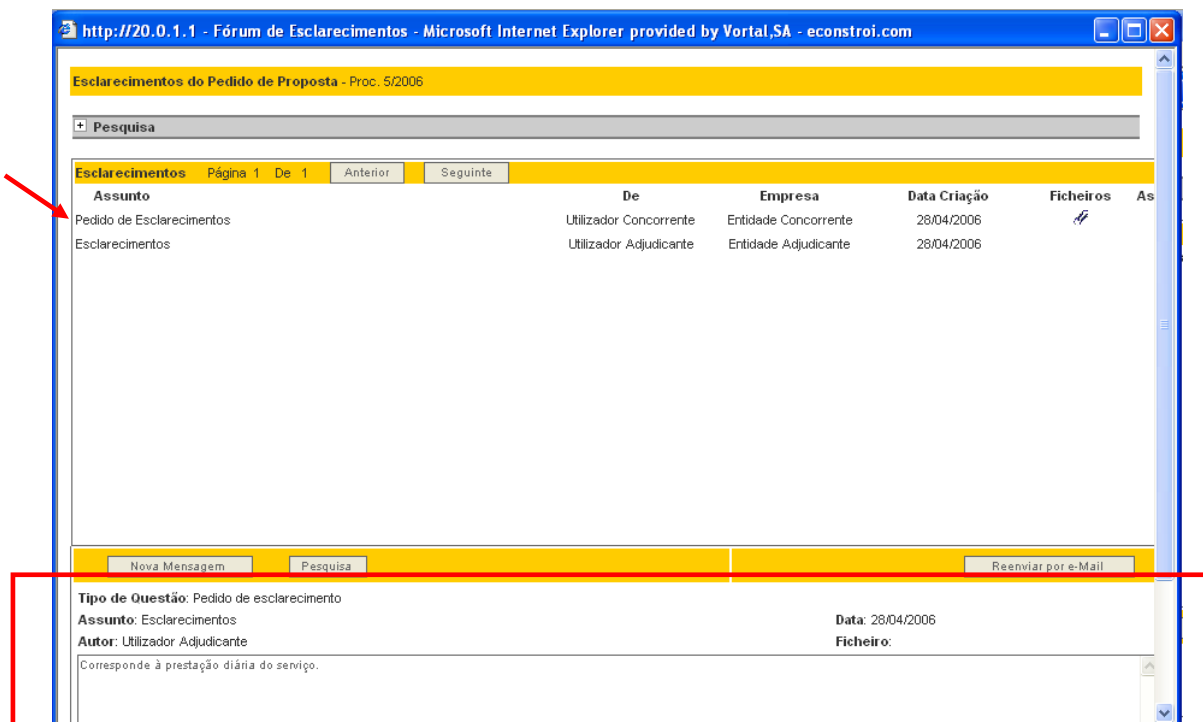 http://20.0.1.1 - Fórum de Esclarecimentos - Microsoft Internet Explorer provided by Vortal,SA - econstroi.com
Esclarecimentos do Pedido de Proposta - Proc. 5/2006
Pesquisa
Esclarecimentos Página 1 De 1 Anterior Seguinte
Assunto De Empresa Data Criação Ficheiros As
Pedido de Esclarecimentos Utilizador Concorrente Entidade Concorrente 28/04/2006
Esclarecimentos Utilizador Adjudicante Entidade Adjudicante 28/04/2006
Nova Mensagem Pesquisa Reenviar por e-Mail
Tipo de Questão: Pedido de esclarecimento
Assunto: Esclarecimentos Data: 28/04/2006
Autor: Utilizador Adjudicante Ficheiro:
Corresponde à prestação diária do serviço.